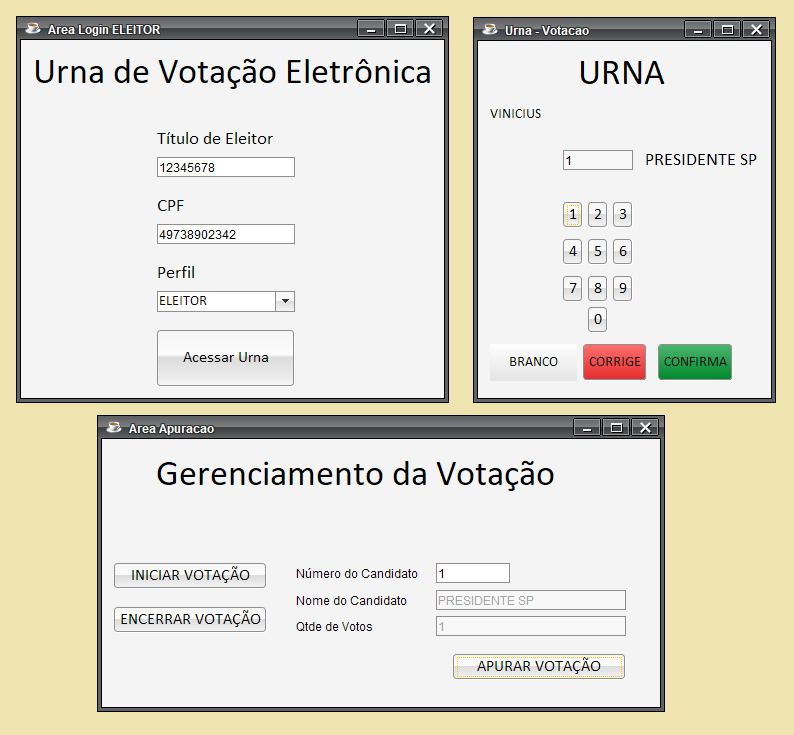 Area Login ELEITOR
Urna de Votação Eletrônica
Título de Eleitor
12345678
CPF
49738902342
Perfil
ELEITOR
Acessar Urna
Urna - Votacao
URNA
VINICIUS
1 PRESIDENTE SP
1 2 3
4 5 6
7 8 9
0
BRANCO CORRIGE CONFIRMA
Area Apuracao
Gerenciamento da Votação
INICIAR VOTAÇÃO
ENCERRAR VOTAÇÃO
Número do Candidato 1
Nome do Candidato PRESIDENTE SP
Qtde de Votos 1
APURAR VOTAÇÃO